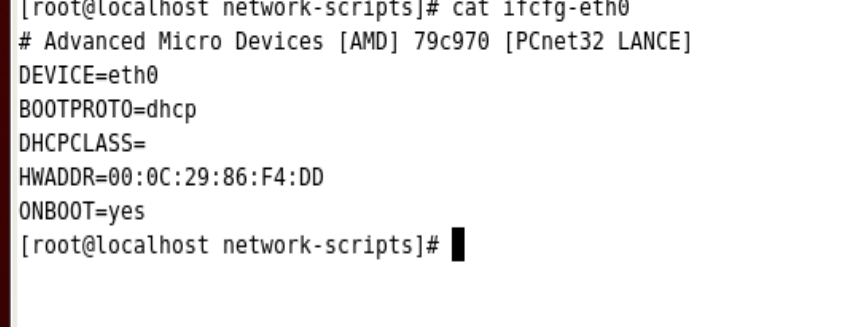 [root@localhost network-scripts]# cat ifcfg-eth0
# Advanced Micro Devices [AMD] 79c970 [PCnet32 LANCE]
DEVICE=eth0
BOOTPROTO=dhcp
DHCPCLASS=
HWADDR=00:0C:29:86:F4:DD
ONBOOT=yes
[root@localhost network-scripts]#